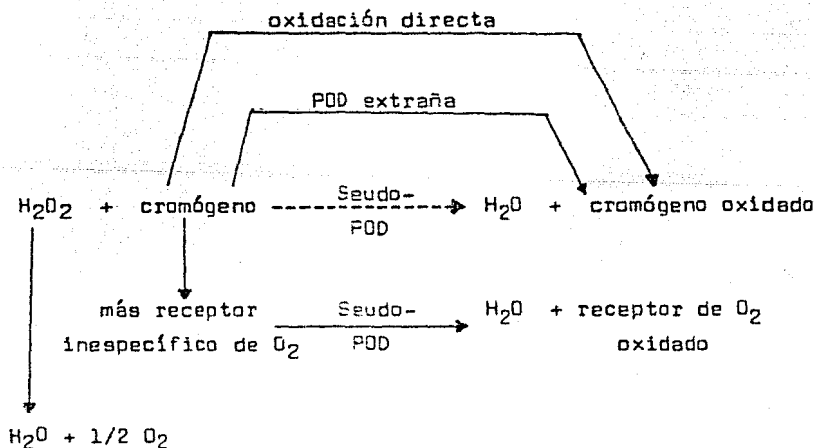 oxidación directa
POD extraña
H₂O₂ + cromógeno Seudo- H₂O + cromógeno oxidado
POD
más receptor Seudo- H₂O + receptor de O₂
inespecífico de O₂ POD oxidado
H₂O + 1/2 O₂